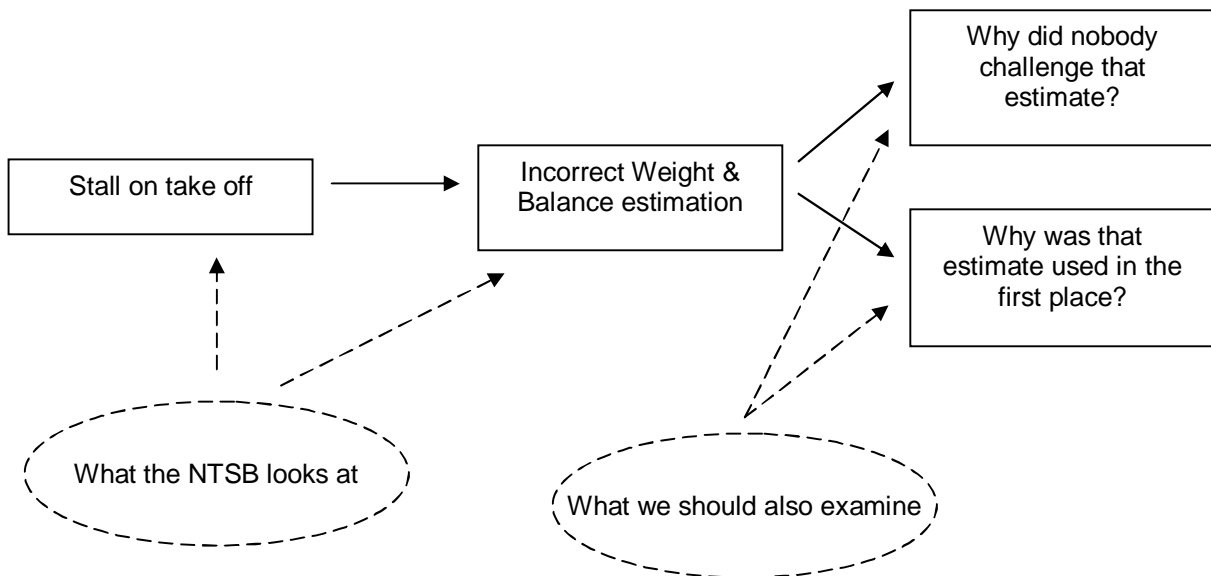 Stall on take off
Incorrect Weight &
Balance estimation
Why did nobody
challenge that
estimate?
Why was that
estimate used in the
first place?
What the NTSB looks at
What we should also examine